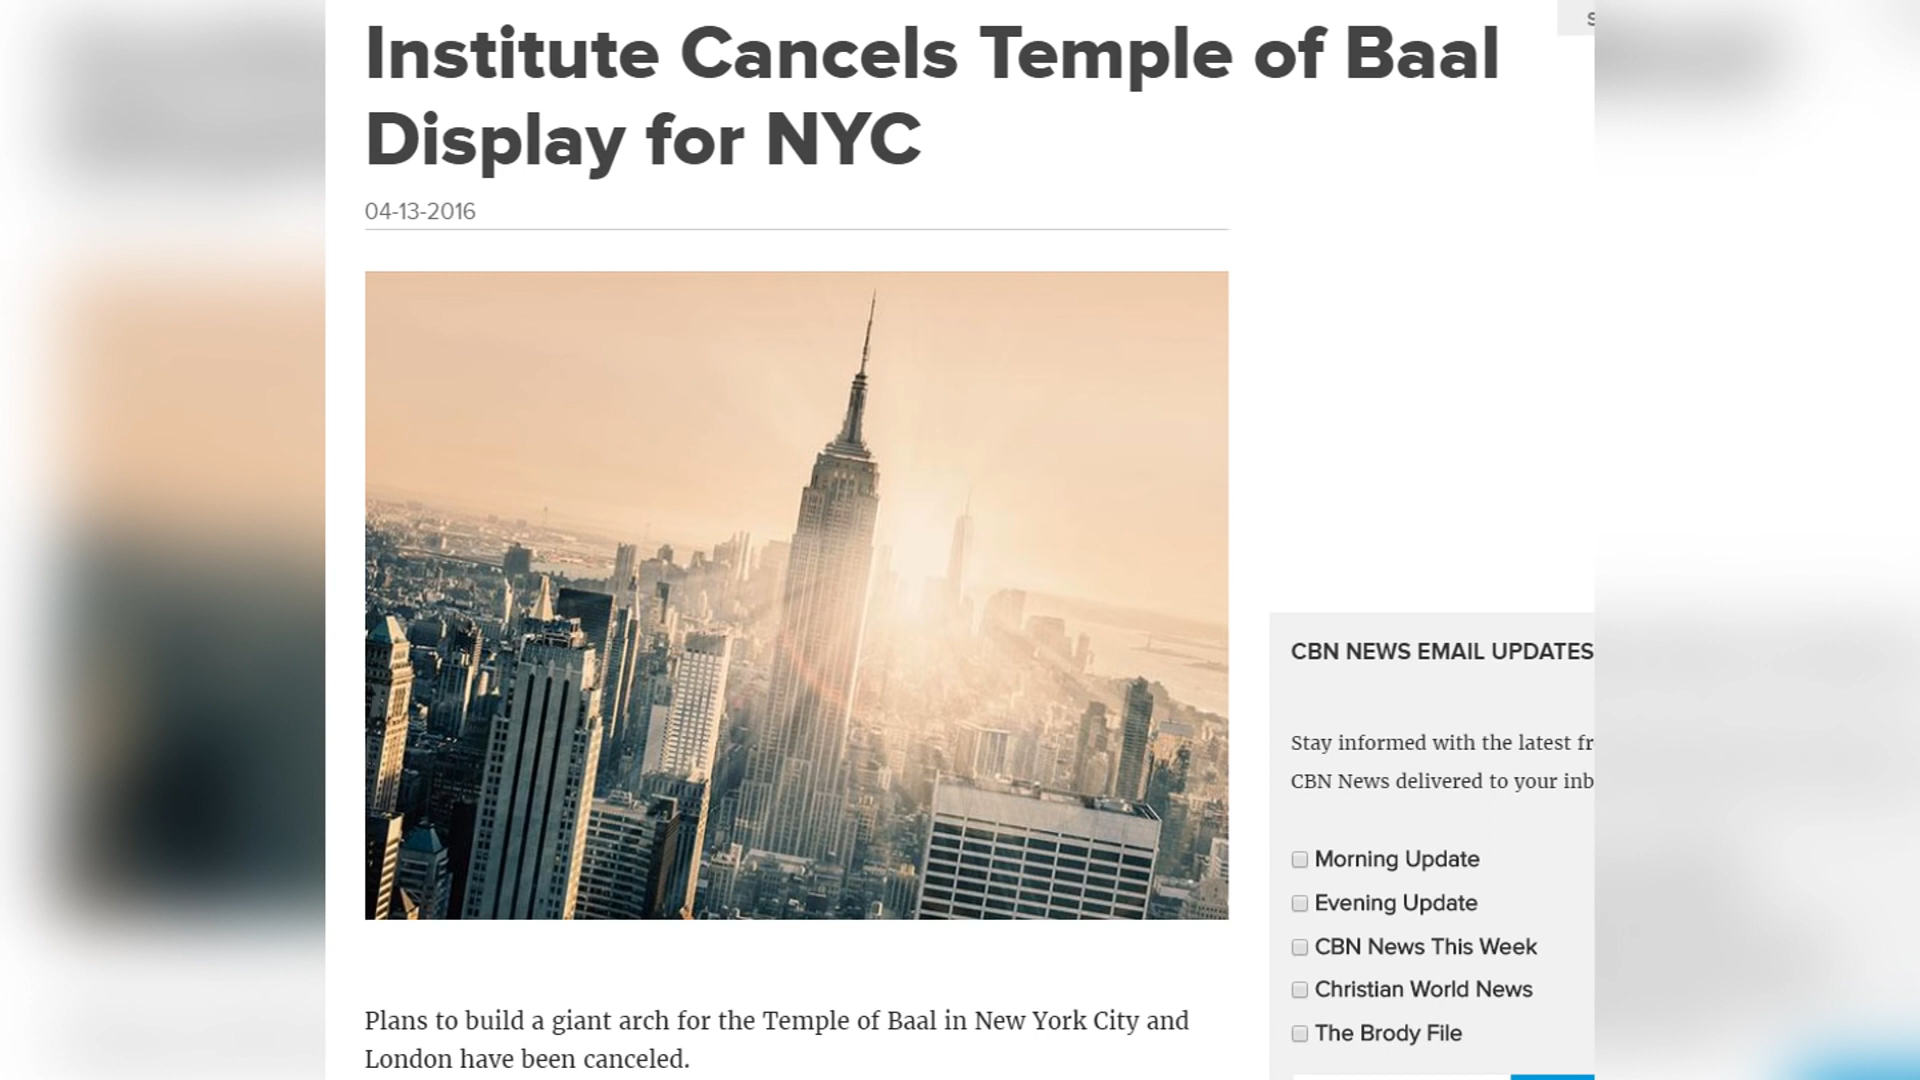 Institute Cancels Temple of Baal
Display for NYC
04-13-2016
CBN NEWS EMAIL UPDATES
Stay informed with the latest
CBN News delivered to your
Morning Update
Evening Update
CBN News This Week
Christian World News
The Brody File
Plans to build a giant arch for the Temple of Baal in New York City and
London have been canceled.